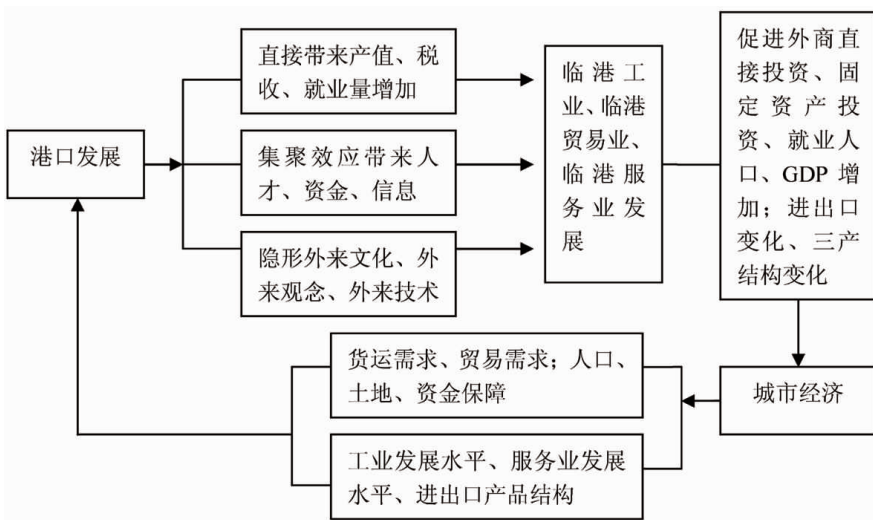 港口发展
直接带来产值、税
收、就业量增加
集聚效应带来人
才、资金、信息
隐形外来文化、外
来观念、外来技术
临港工
业、临港
贸易业、
临港服
务业发
展
促进外商直
接投资、固
定资产投
资、就业人
口、GDP 增
加；进出口
变化、三产
结构变化
货运需求、贸易需求；人口、
土地、资金保障
城市经济
工业发展水平、服务业发展
水平、进出口产品结构